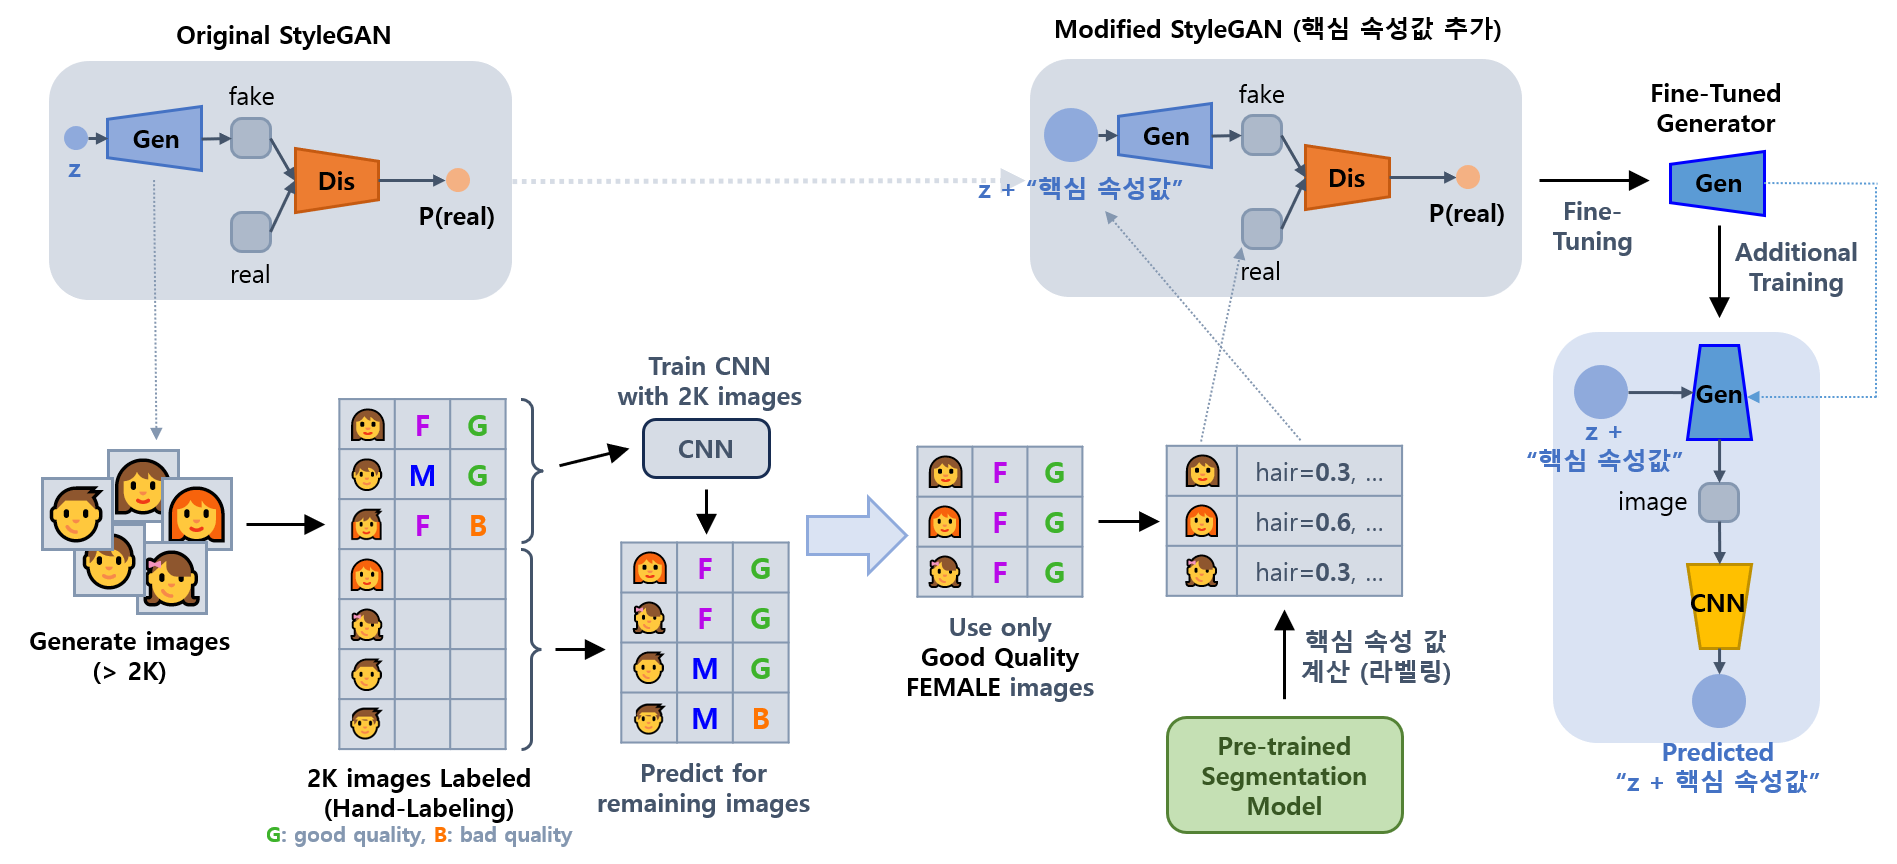 Original StyleGAN
fake
Gen
z
Dis
P(real)
real
Modified StyleGAN (핵심 속성값 추가)
fake
Gen
z + “핵심 속성값”
Dis
P(real)
real
Fine-Tuned
Generator
Gen
Fine-
Tuning
Additional
Training
Generate images
(> 2K)
F G
M G
F B
2K images Labeled
(Hand-Labeling)
G: good quality, B: bad quality
Train CNN
with 2K images
CNN
F G
F G
M G
M B
Predict for
remaining images
F G
F G
F G
Use only
Good Quality
FEMALE images
hair=0.3, ...
hair=0.6, ...
hair=0.3, ...
핵심 속성 값
계산 (라벨링)
Pre-trained
Segmentation
Model
Gen
z +
“핵심 속성값”
image
CNN
Predicted
“z + 핵심 속성값”